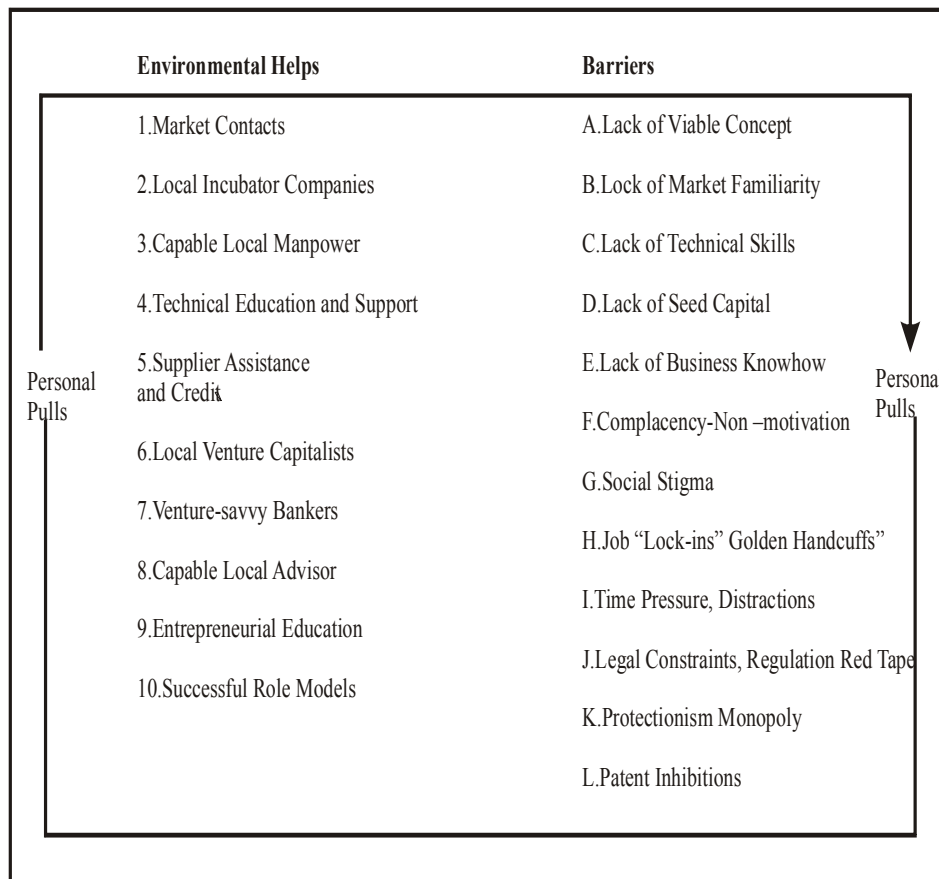 Environmental Helps
Barriers
1.Market Contacts
2.Local Incubator Companies
3.Capable Local Manpower
4.Technical Education and Support
5.Supplier Assistance
and Credit.
6.Local Venture Capitalists
7.Venture-savvy Bankers
8.Capable Local Advisor
9.Entrepreneurial Education
10.Successful Role Models
A.Lack of Viable Concept
B.Lock of Market Familiarity
C.Lack of Technical Skills
D.Lack of Seed Capital
E.Lack of Business Knowhow
F.Complacency-Non –motivation
G.Social Stigma
H.Job “Lock-ins” Golden Handcuffs”
I.Time Pressure, Distractions
J.Legal Constraints, Regulation Red Tape
K.Protectionism Monopoly
L.Patent Inhibitions
Personal
Pulls
Persona
Pulls